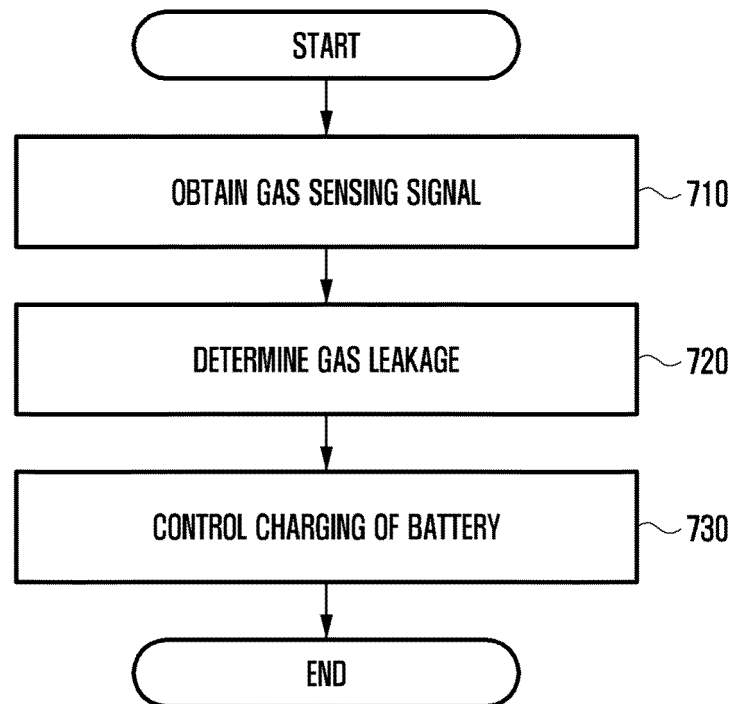 START
OBTAIN GAS SENSING SIGNAL
710
DETERMINE GAS LEAKAGE
720
CONTROL CHARGING OF BATTERY
730
END